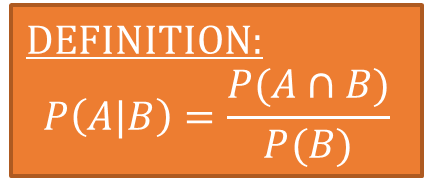 DEFINITION:
P(A|B) = P(A ∩ B) / P(B)